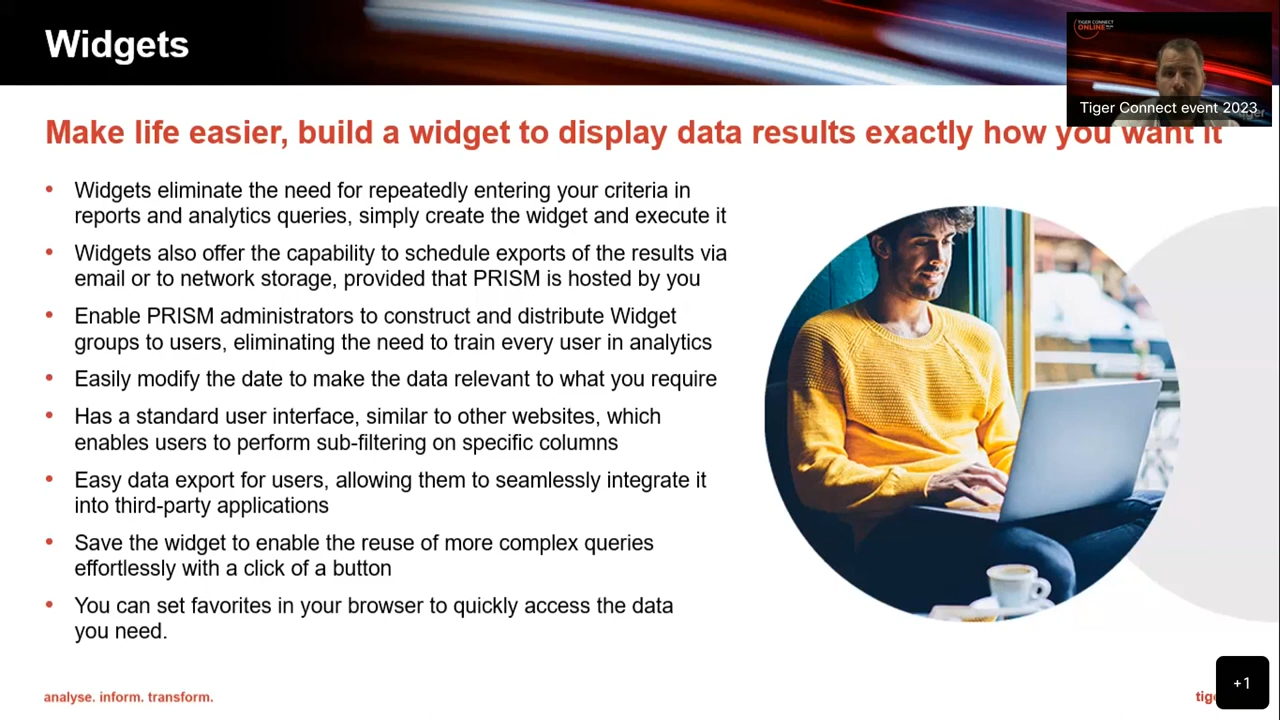 Widgets
TIGER CONNECT
ONLINE
Tiger Connect event 2023
Make life easier, build a widget to display data results exactly how you want it
• Widgets eliminate the need for repeatedly entering your criteria in
reports and analytics queries, simply create the widget and execute it
• Widgets also offer the capability to schedule exports of the results via
email or to network storage, provided that PRISM is hosted by you
• Enable PRISM administrators to construct and distribute Widget
groups to users, eliminating the need to train every user in analytics
• Easily modify the date to make the data relevant to what you require
• Has a standard user interface, similar to other websites, which
enables users to perform sub-filtering on specific columns
• Easy data export for users, allowing them to seamlessly integrate it
into third-party applications
• Save the widget to enable the reuse of more complex queries
effortlessly with a click of a button
• You can set favorites in your browser to quickly access the data
you need.
analyse. inform. transform.
+1